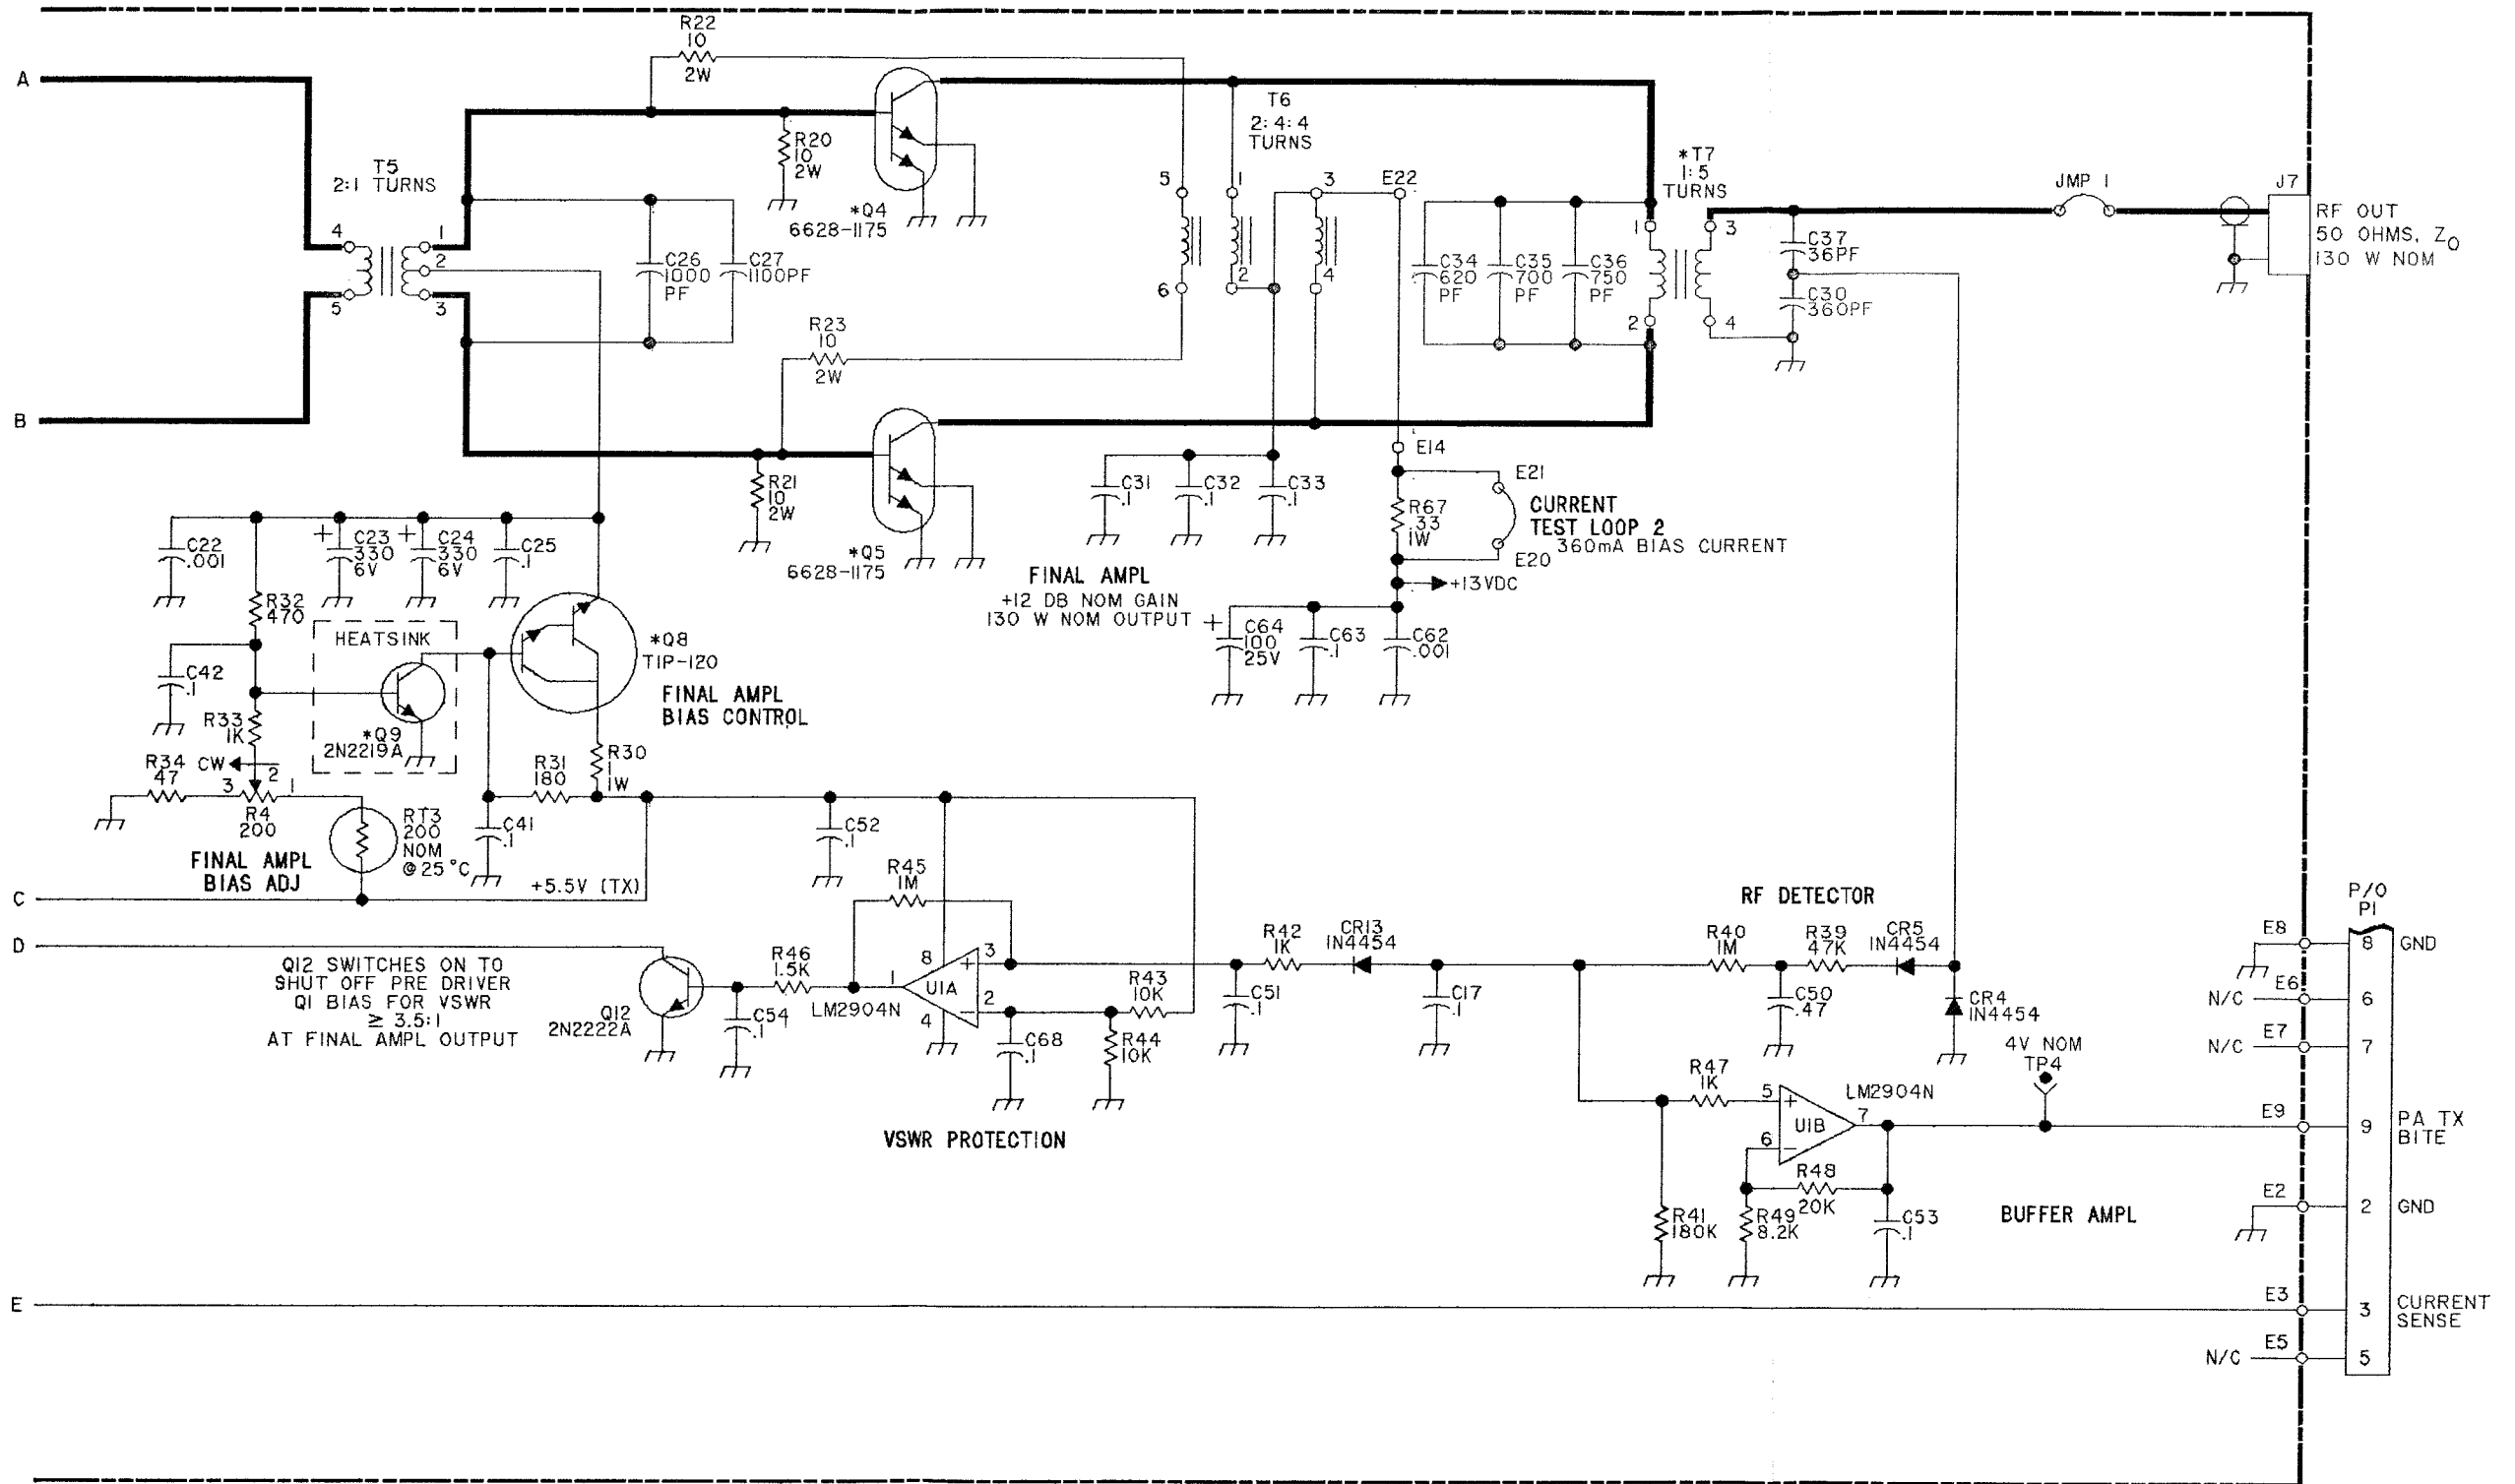 R22
10
2W
A
T6
2:4:4
TURNS
R20
10
2W
T5
2:1 TURNS
*T7
1:5
TURNS
JMP 1
J7
5
1
3
E22
RF OUT
50 OHMS, ZO
130 W NOM
*Q4
6628-1175
4
1
2
5
3
C26
1000
PF
C27
1100PF
6
2
4
C34
620
PF
C35
700
PF
C36
750
PF
1
2
3
4
C37
36PF
C30
360PF
R23
10
2W
B
E14
R21
10
2W
C31
.1
C32
.1
C33
.1
E21
R67
.33
1W
CURRENT
TEST LOOP 2
360mA BIAS CURRENT
E20
+13VDC
C22
.001
+
C23
330
6V
+
C24
330
6V
C25
.1
*Q5
6628-1175
FINAL AMPL
+12 DB NOM GAIN
130 W NOM OUTPUT
+
C64
100
25V
C63
.1
C62
.001
R32
470
HEATSINK
*Q8
TIP-120
FINAL AMPL
BIAS CONTROL
C42
.1
R33
1K
*Q9
2N2219A
R34
47
CW
3
2
1
R4
200
R31
180
R30
1
1W
RT3
200
NOM
@ 25 °C
C41
.1
C52
.1
FINAL AMPL
BIAS ADJ
+5.5V (TX)
R45
1M
C
RF DETECTOR
P/O
P1
D
Q12 SWITCHES ON TO
SHUT OFF PRE DRIVER
Q1 BIAS FOR VSWR
≥ 3.5:1
AT FINAL AMPL OUTPUT
Q12
2N2222A
R46
1.5K
C54
.1
LM2904N
1
8
3
+
U1A
2
-
4
R43
10K
C68
.1
R44
10K
R42
1K
CR13
1N4454
C51
.1
C17
.1
R40
1M
R39
47K
CR5
1N4454
C50
.47
CR4
1N4454
E8
8
GND
N/C
E6
6
N/C
E7
7
4V NOM
TP4
R47
1K
5
+
LM2904N
U1B
7
6
-
E9
9
PA TX
BITE
VSWR PROTECTION
R48
20K
R41
180K
R49
8.2K
C53
.1
BUFFER AMPL
E2
2
GND
E
E3
3
CURRENT
SENSE
N/C
E5
5